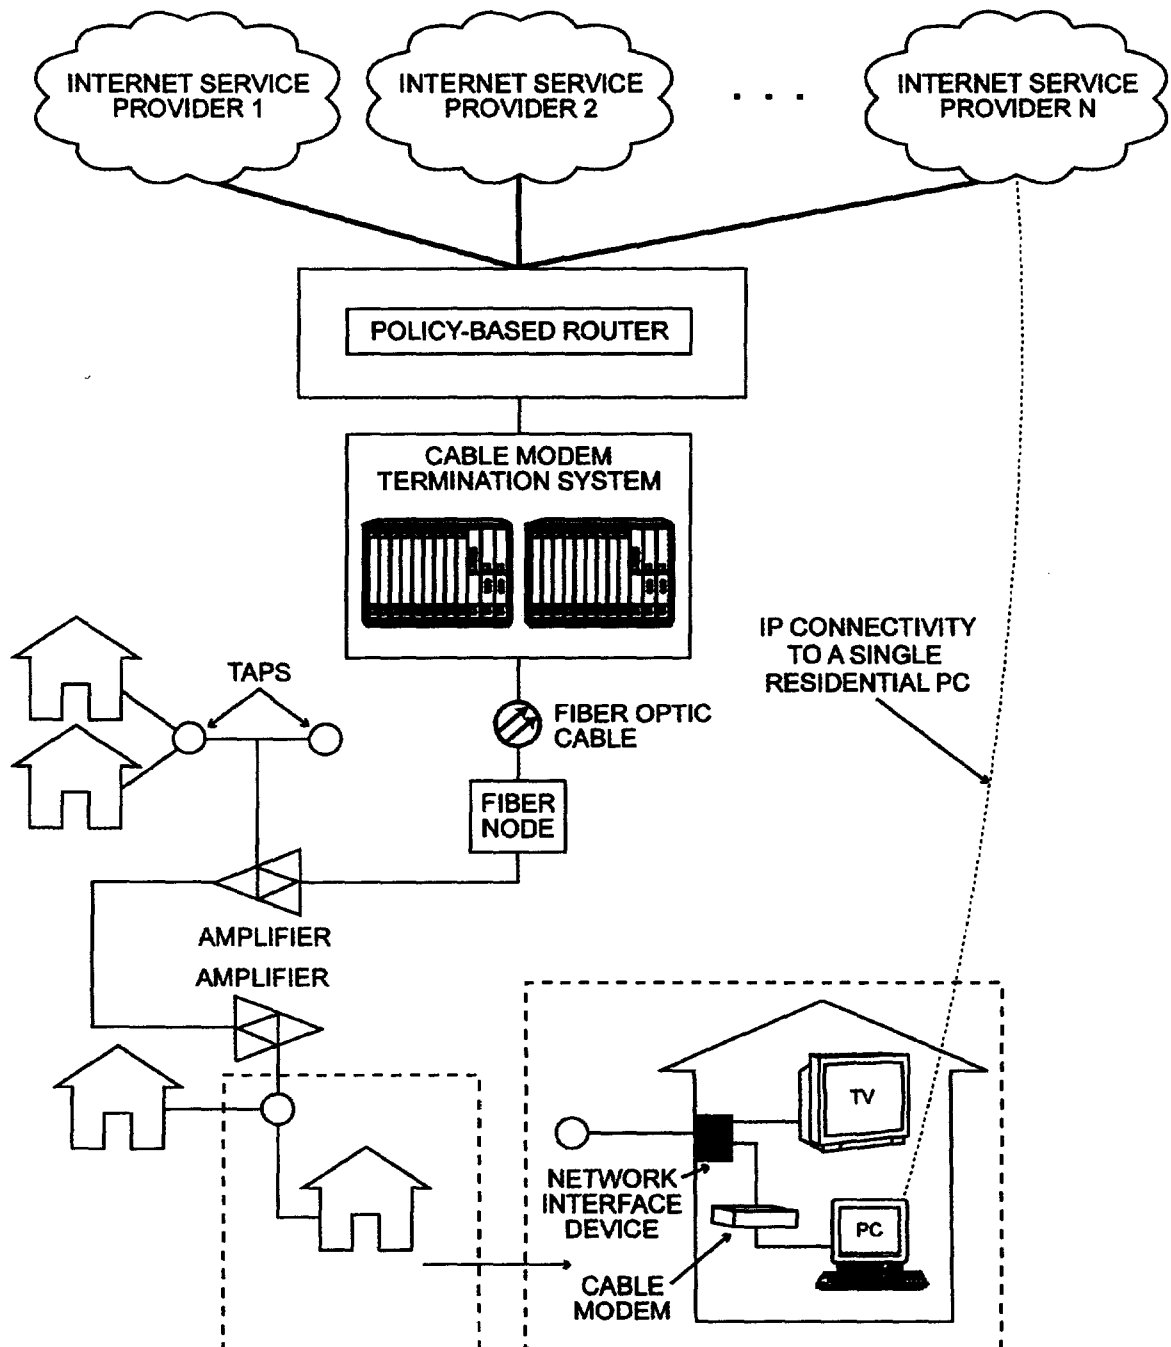 INTERNET SERVICE
PROVIDER 1
INTERNET SERVICE
PROVIDER 2
. . .
INTERNET SERVICE
PROVIDER N
POLICY-BASED ROUTER
CABLE MODEM
TERMINATION SYSTEM
TAPS
FIBER OPTIC
CABLE
IP CONNECTIVITY
TO A SINGLE
RESIDENTIAL PC
FIBER
NODE
AMPLIFIER
AMPLIFIER
TV
NETWORK
INTERFACE
DEVICE
PC
CABLE
MODEM